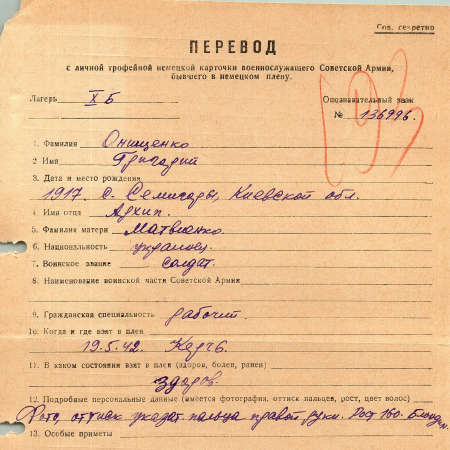 Сов. секретно
ПЕРЕВОД
с личной трофейной немецкой карточки военнослужащего Советской Армии,
бывшего в немецком плену.
Лагерь XБ Опознавательный знак
№ 136996.
1. Фамилия Онищенко
2 Имя Григорий
3. Дата и место рождения
1917. с. Семисоры, Киевской обл.
4. Имя отца Архип.
5. Фамилия матери Матвиенко.
6. Национальность украинец.
7. Воинское звание солдат.
8. Наименование воинской части Советской Армии
9. Гражданская специальность рабочий.
10. Когда и где взят в плен
19.5.42. Керчь.
11. В каком состоянии взят в плен (здоров, болен, ранен)
здоров.
12. Подробные персональные данные (имеется фотография, оттиск пальцев, рост, цвет волос)
Фото, оттиск указат пальца правой руки. Рост 160. Блонден.
13. Особые приметы